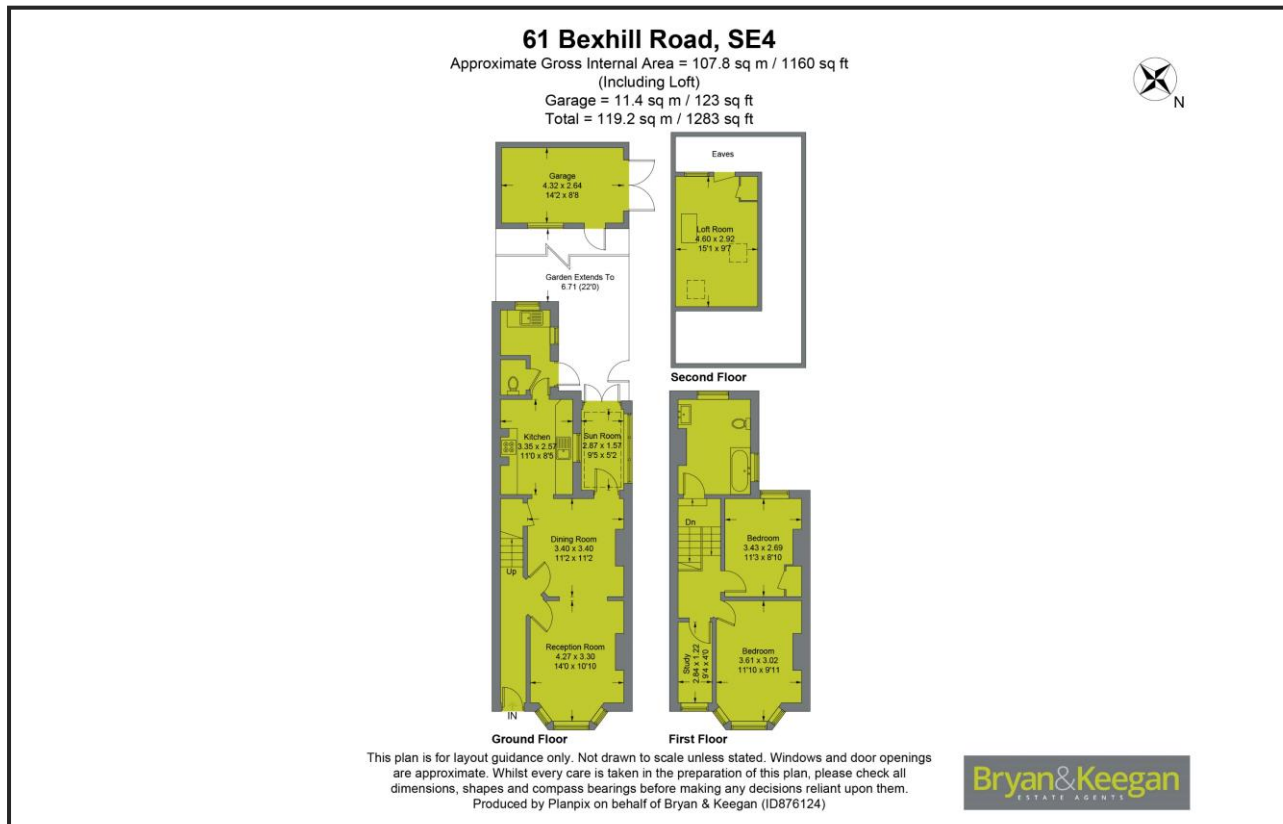 61 Bexhill Road, SE4
Approximate Gross Internal Area = 107.8 sq m / 1160 sq ft
(Including Loft)
Garage = 11.4 sq m / 123 sq ft
Total = 119.2 sq m / 1283 sq ft
N
Garage
4.32 x 2.64
14'2 x 8'8
Garden Extends To
6.71 (22'0)
Kitchen
3.35 x 2.57
11'0 x 8'5
Sun Room
2.87 x 1.57
9'5 x 5'2
Dining Room
3.40 x 3.40
11'2 x 11'2
Up
Reception Room
4.27 x 3.30
14'0 x 10'10
IN
Ground Floor
Eaves
Loft Room
4.60 x 2.92
15'1 x 9'7
Second Floor
Dn
Bedroom
3.43 x 2.69
11'3 x 8'10
Study
2.84 x 1.22
9'4 x 4'0
Bedroom
3.61 x 3.02
11'10 x 9'11
First Floor
This plan is for layout guidance only. Not drawn to scale unless stated. Windows and door openings
are approximate. Whilst every care is taken in the preparation of this plan, please check all
dimensions, shapes and compass bearings before making any decisions reliant upon them.
Produced by Planpix on behalf of Bryan & Keegan (ID876124)
Bryan&Keegan
ESTATE AGENTS